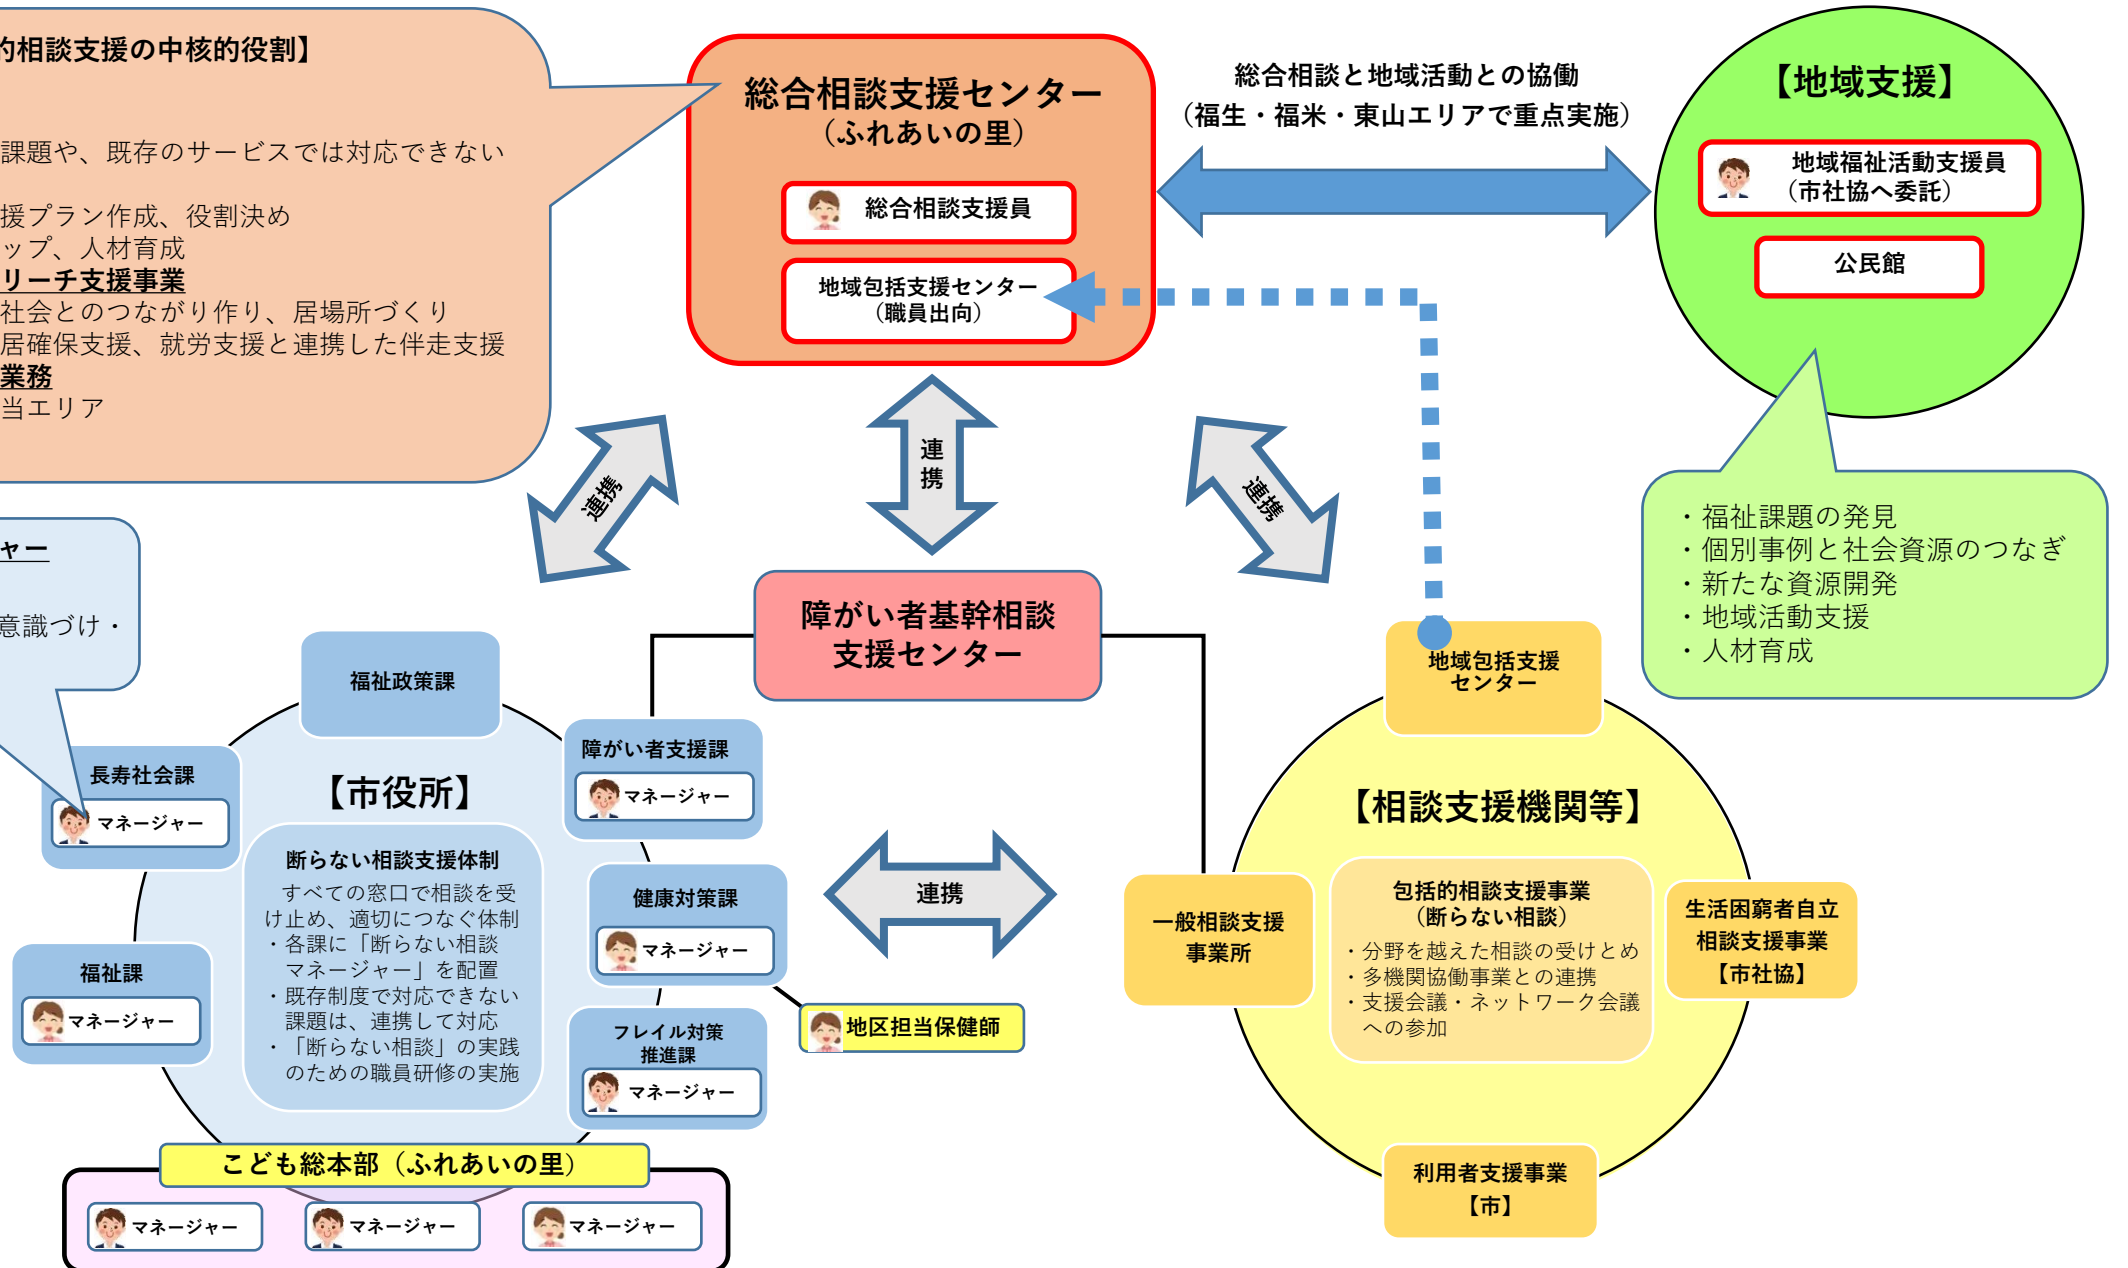 的相談支援の中核的役割】
課題や、既存のサービスでは対応できない
援プラン作成、役割決め
ップ、人材育成
リーチ支援事業
社会とのつながり作り、居場所づくり
居確保支援、就労支援と連携した伴走支援
業務
当エリア
総合相談支援センター
（ふれあいの里）
総合相談支援員
地域包括支援センター
（職員出向）
総合相談と地域活動との協働
（福生・福米・東山エリアで重点実施）
【地域支援】
地域福祉活動支援員
（市社協へ委託）
公民館
・福祉課題の発見
・個別事例と社会資源のつなぎ
・新たな資源開発
・地域活動支援
・人材育成
連携
連
携
連携
ャー
意識づけ・
障がい者基幹相談
支援センター
福祉政策課
長寿社会課
マネージャー
障がい者支援課
マネージャー
【市役所】
断らない相談支援体制
すべての窓口で相談を受
け止め、適切につなぐ体制
・各課に「断らない相談
マネージャー」を配置
・既存制度で対応できない
課題は、連携して対応
・「断らない相談」の実践
のための職員研修の実施
健康対策課
マネージャー
福祉課
マネージャー
フレイル対策
推進課
マネージャー
地区担当保健師
こども総本部（ふれあいの里）
マネージャー
マネージャー
マネージャー
連携
地域包括支援
センター
【相談支援機関等】
包括的相談支援事業
（断らない相談）
・分野を越えた相談の受けとめ
・多機関協働事業との連携
・支援会議・ネットワーク会議
への参加
一般相談支援
事業所
生活困窮者自立
相談支援事業
【市社協】
利用者支援事業
【市】